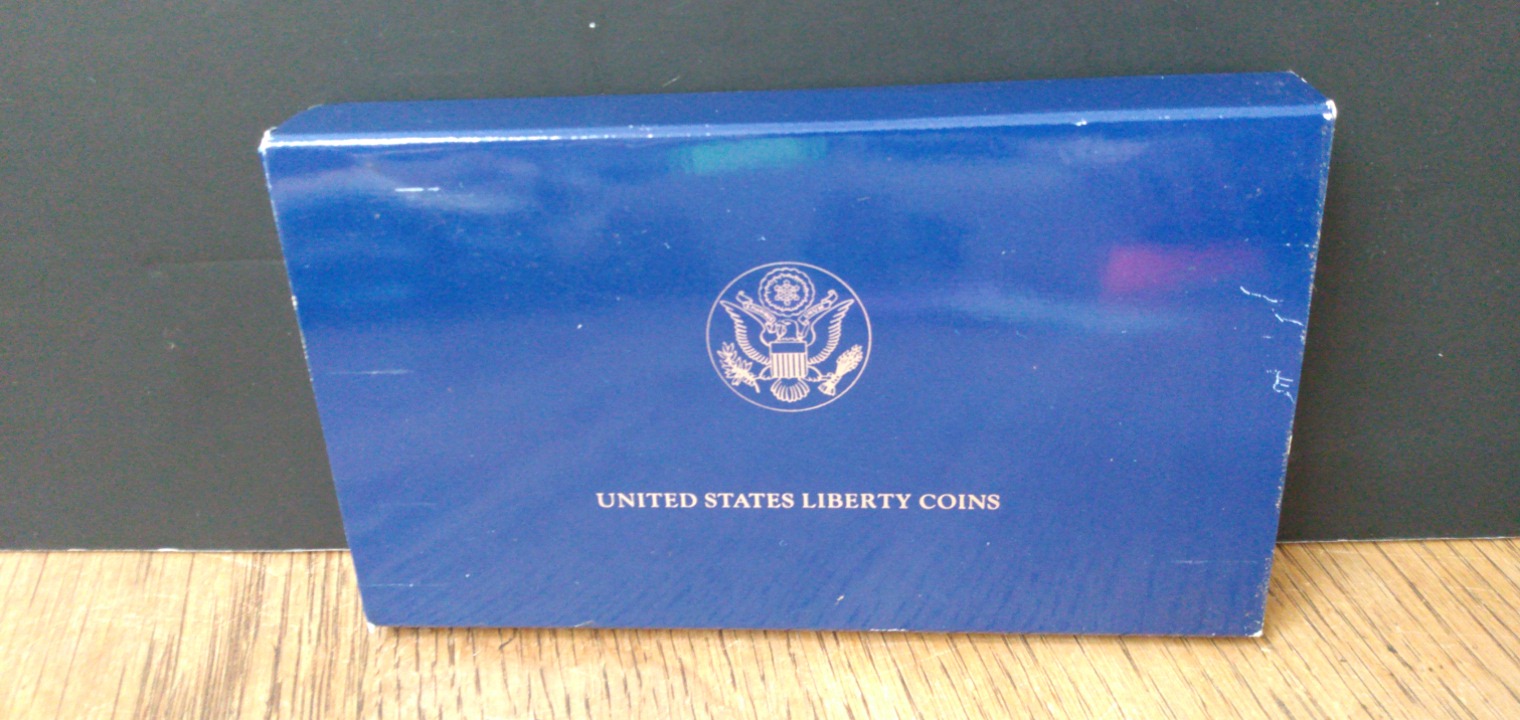 UNITED STATES LIBERTY COINS